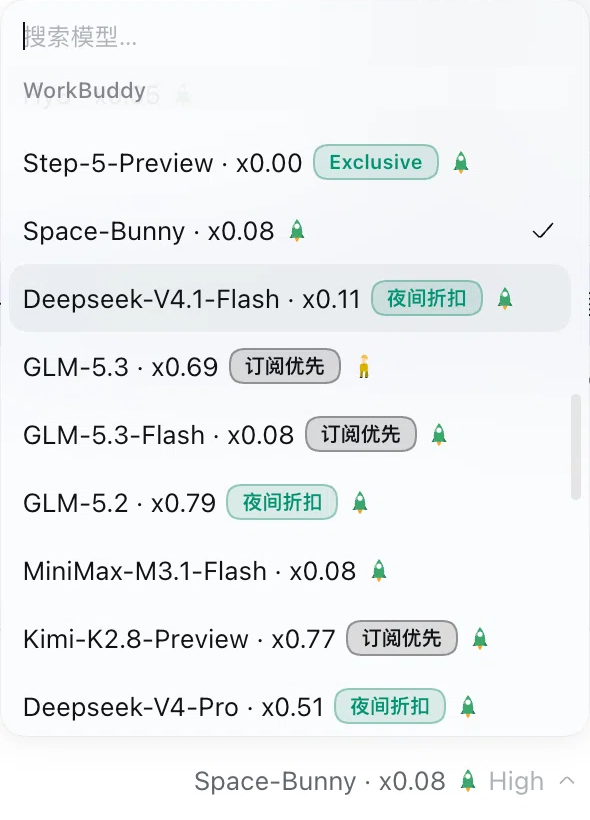 搜索模型...
WorkBuddy
Step-5-Preview · x0.00 Exclusive
Space-Bunny · x0.08
Deepseek-V4.1-Flash · x0.11 夜间折扣
GLM-5.3 · x0.69 订阅优先
GLM-5.3-Flash · x0.08 订阅优先
GLM-5.2 · x0.79 夜间折扣
MiniMax-M3.1-Flash · x0.08
Kimi-K2.8-Preview · x0.77 订阅优先
Deepseek-V4-Pro · x0.51 夜间折扣
Space-Bunny · x0.08 High